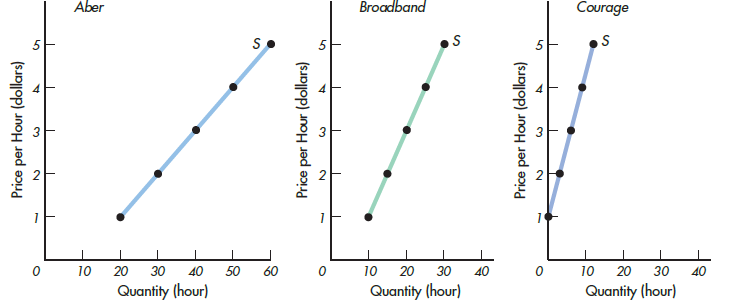 Aber
Price per Hour (dollars)
5
4
3
2
1
S
0 10 20 30 40 50 60
Quantity (hour)
Broadband
Price per Hour (dollars)
5
4
3
2
1
S
0 10 20 30 40
Quantity (hour)
Courage
Price per Hour (dollars)
5
4
3
2
1
S
0 10 20 30 40
Quantity (hour)